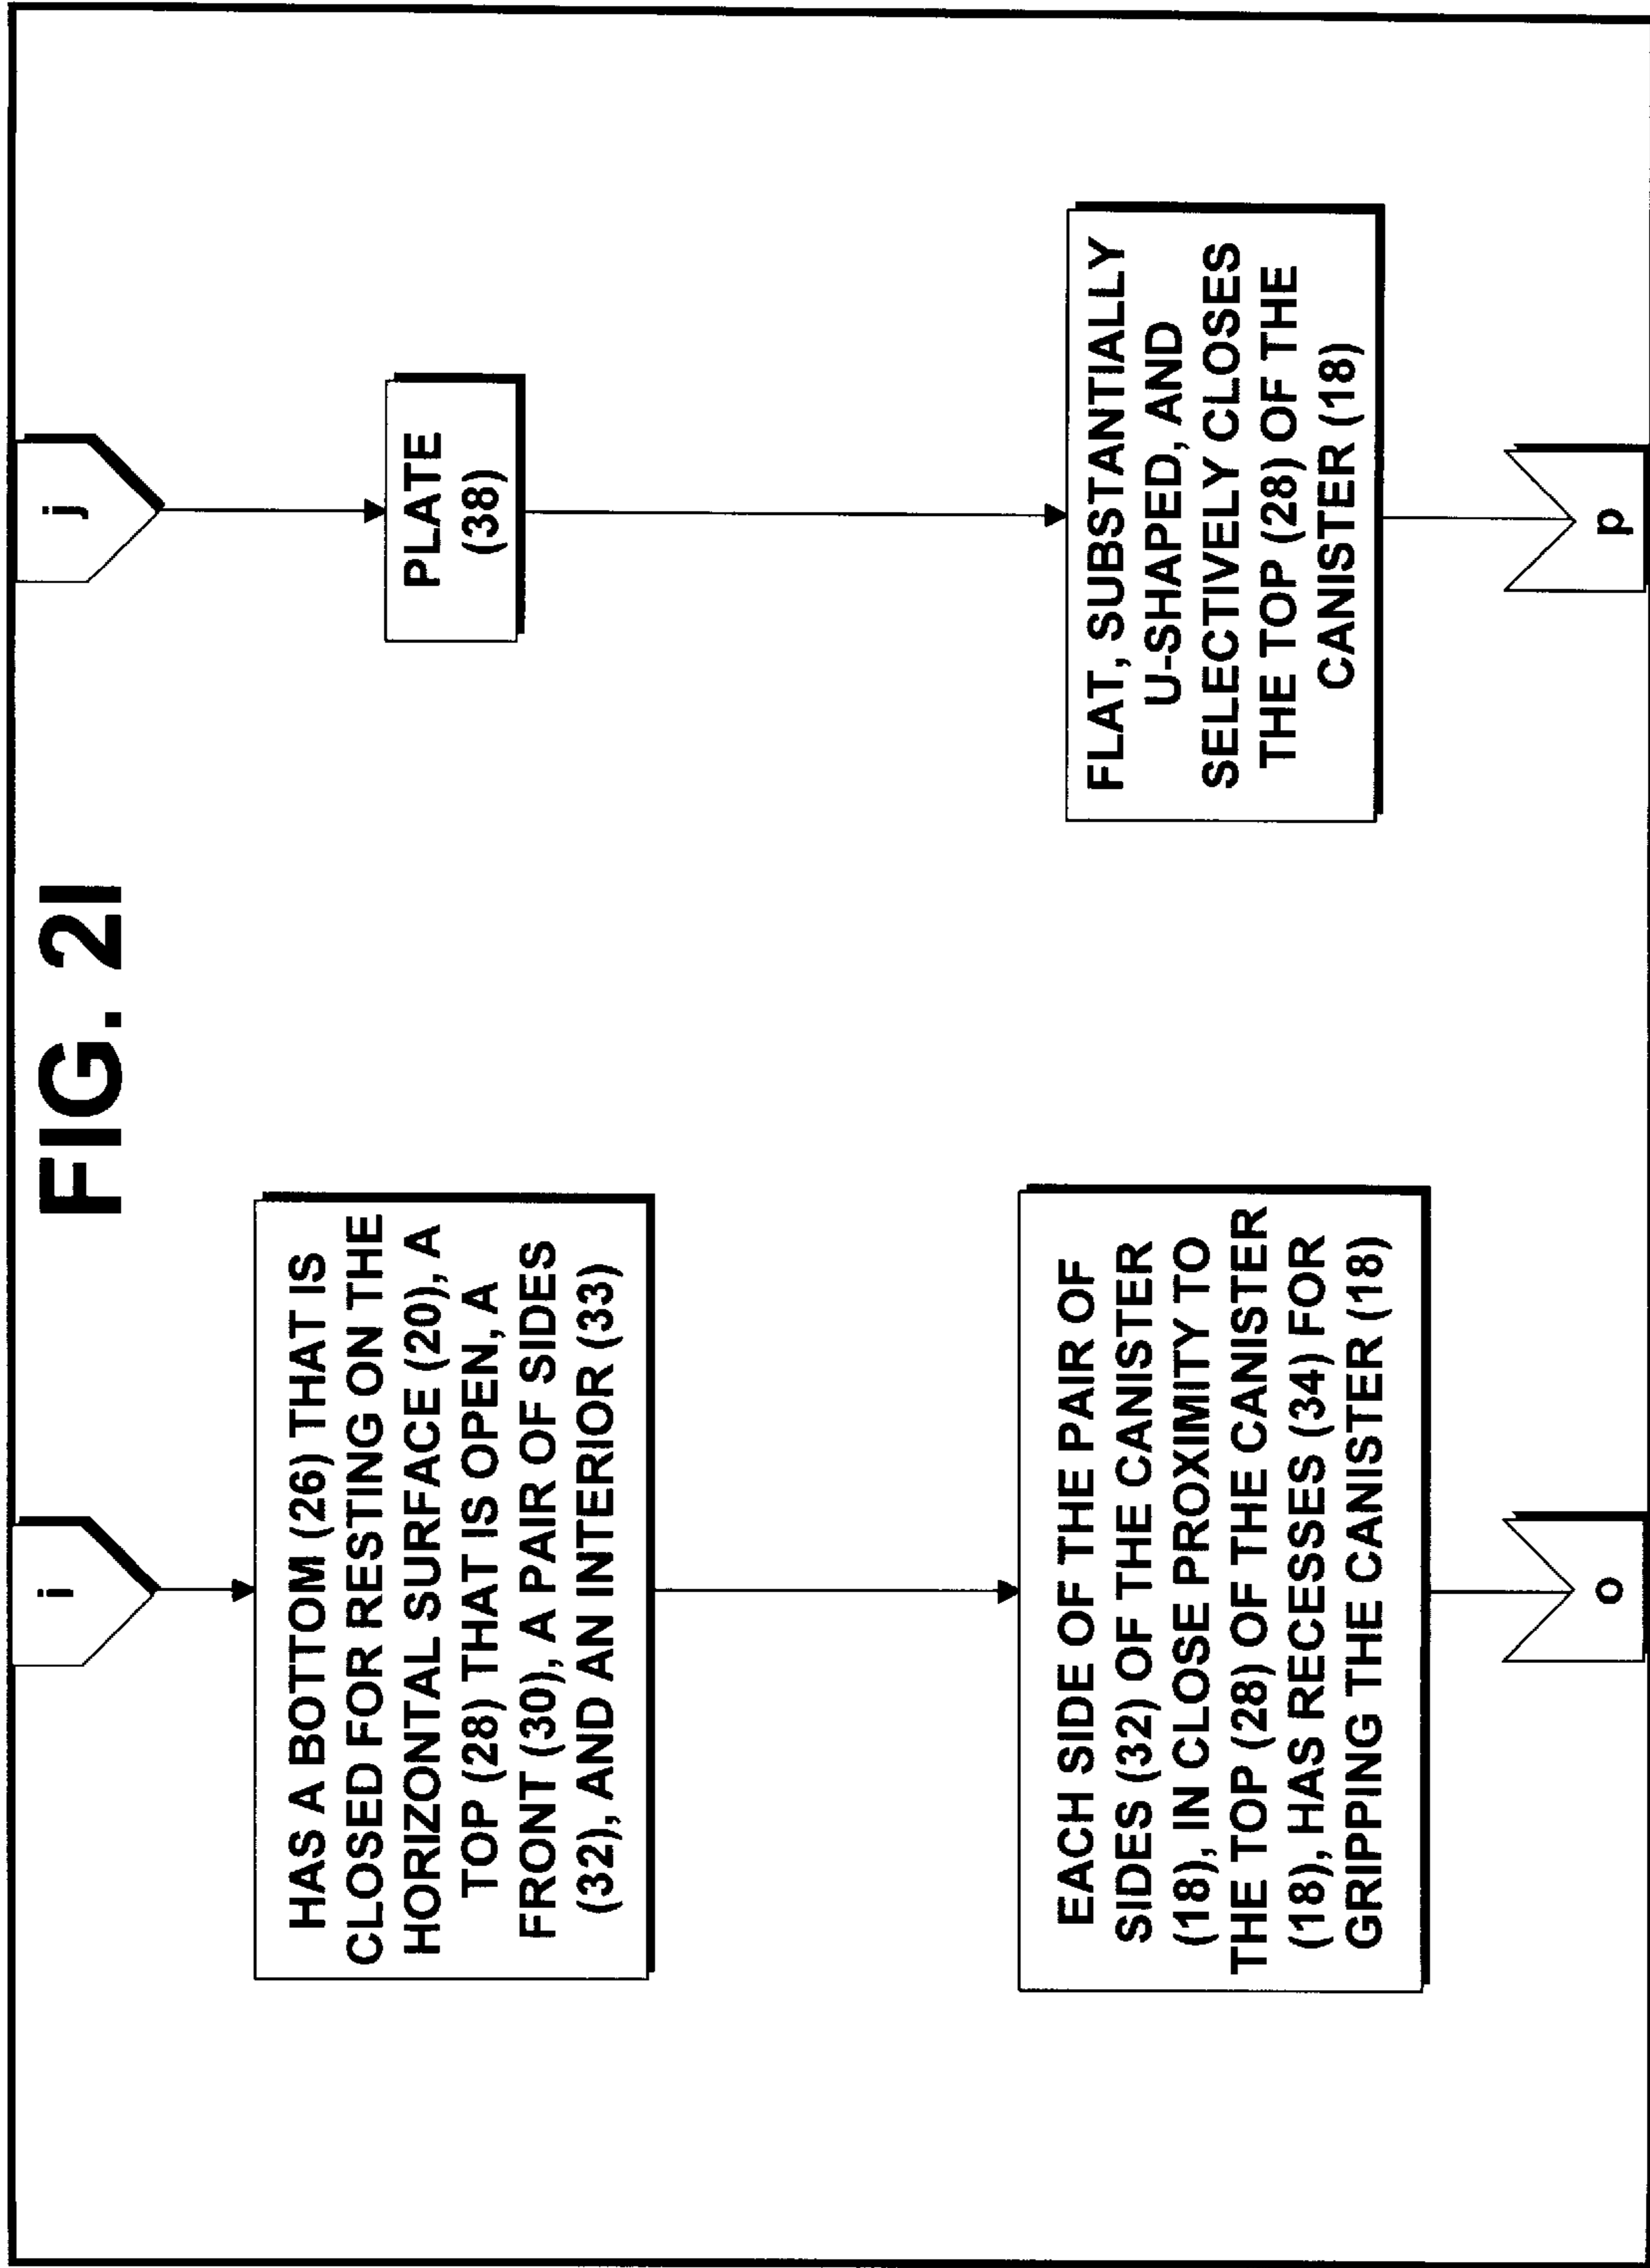 FIG. 2I
i
HAS A BOTTOM (26) THAT IS
CLOSED FOR RESTING ON THE
HORIZONTAL SURFACE (20), A
TOP (28) THAT IS OPEN, A
FRONT (30), A PAIR OF SIDES
(32), AND AN INTERIOR (33)
EACH SIDE OF THE PAIR OF
SIDES (32) OF THE CANISTER
(18), IN CLOSE PROXIMITY TO
THE TOP (28) OF THE CANISTER
(18), HAS RECESSES (34) FOR
GRIPPING THE CANISTER (18)
o
j
PLATE
(38)
FLAT, SUBSTANTIALLY
U-SHAPED, AND
SELECTIVELY CLOSES
THE TOP (28) OF THE
CANISTER (18)
p